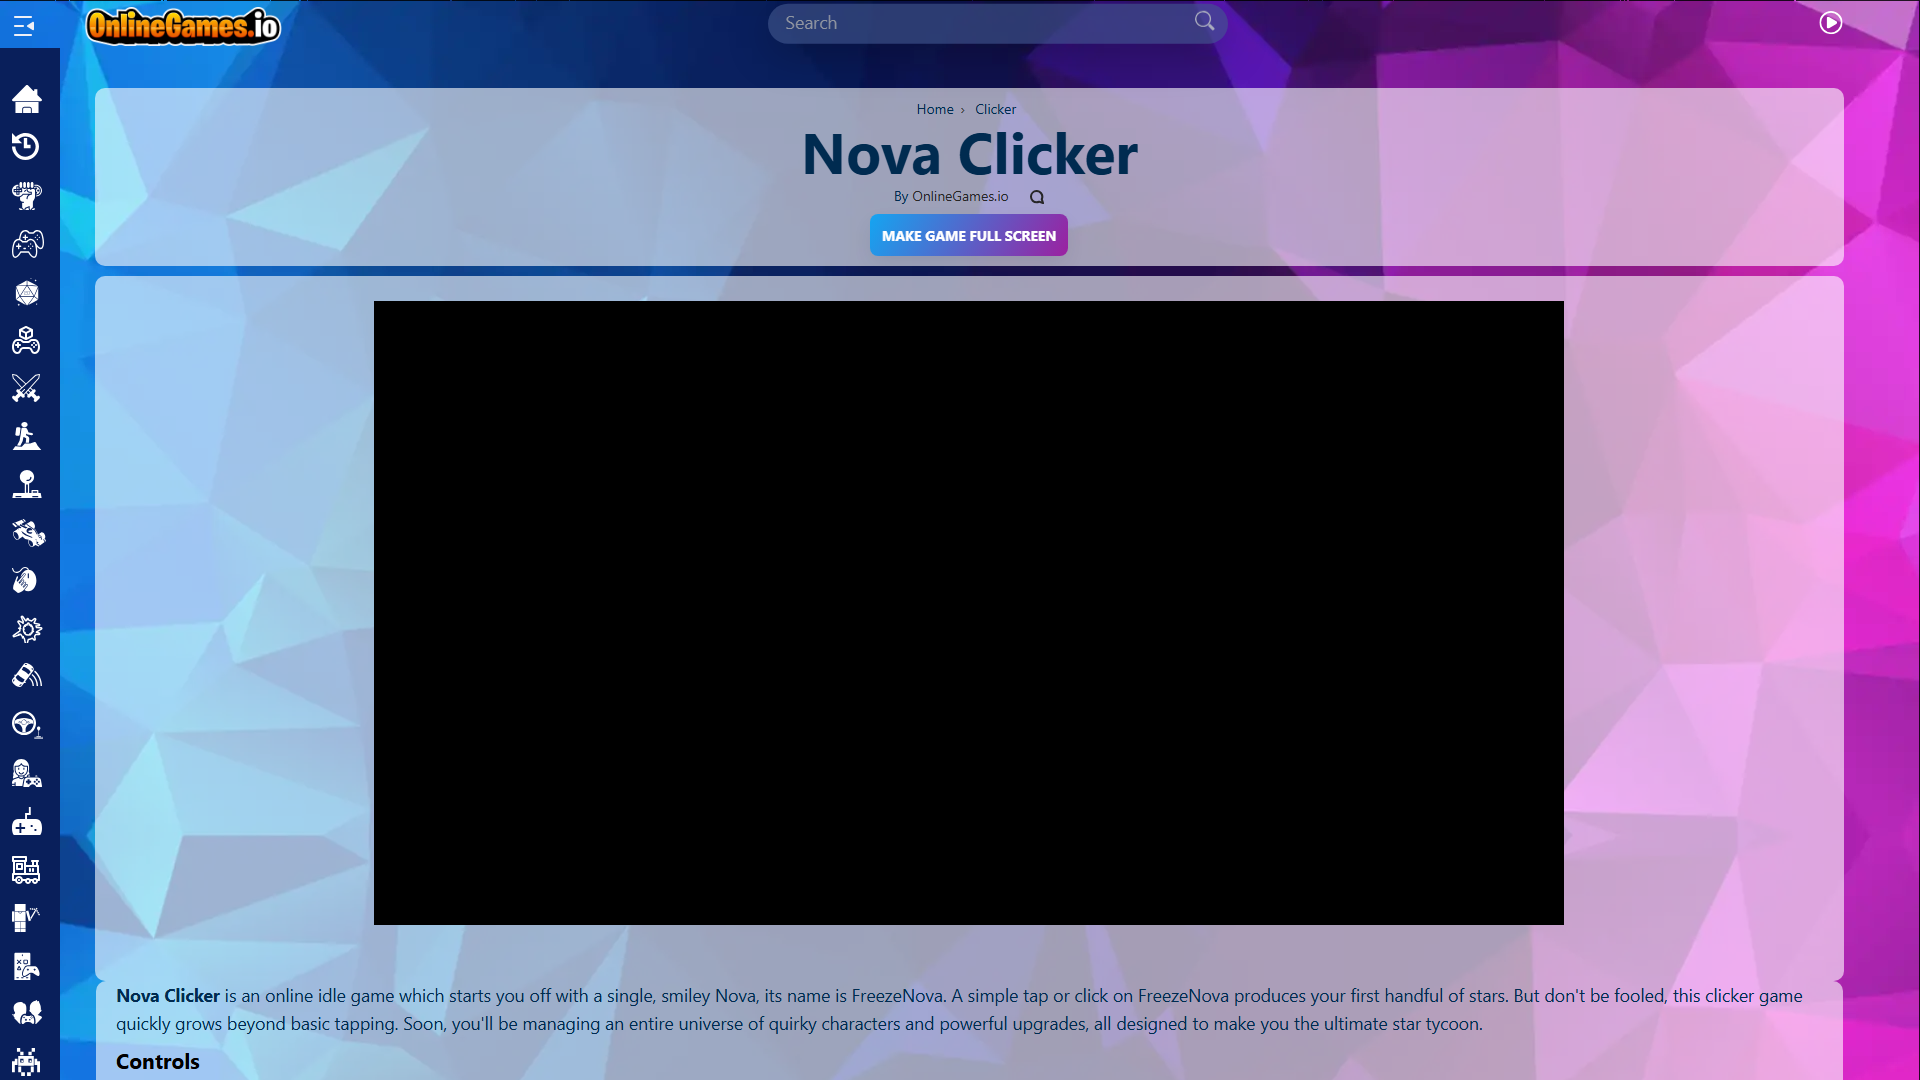 OnlineGames.io
Search
Home › Clicker
Nova Clicker
By OnlineGames.io
MAKE GAME FULL SCREEN
Nova Clicker is an online idle game which starts you off with a single, smiley Nova, its name is FreezeNova. A simple tap or click on FreezeNova produces your first handful of stars. But don't be fooled, this clicker game
quickly grows beyond basic tapping. Soon, you'll be managing an entire universe of quirky characters and powerful upgrades, all designed to make you the ultimate star tycoon.
Controls